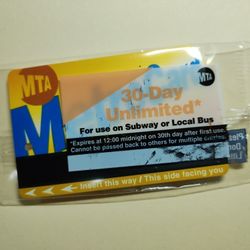 MTA
MTA
30-Day
Unlimited*
For use on Subway or Local Bus
*Expires at 12:00 midnight on 30th day after first use.
Cannot be passed back to others for multiple entries.
Insert this way / This side facing you